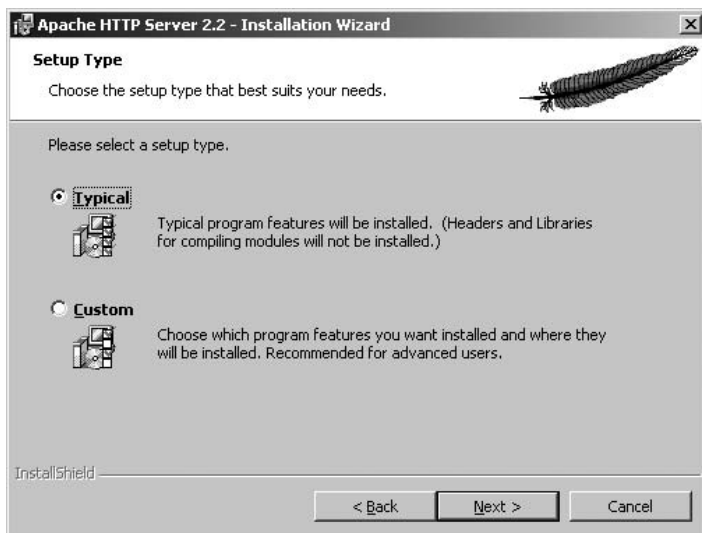 Apache HTTP Server 2.2 - Installation Wizard
Setup Type
Choose the setup type that best suits your needs.
Please select a setup type.
Typical
Typical program features will be installed. (Headers and Libraries
for compiling modules will not be installed.)
Custom
Choose which program features you want installed and where they
will be installed. Recommended for advanced users.
InstallShield
< Back
Next >
Cancel